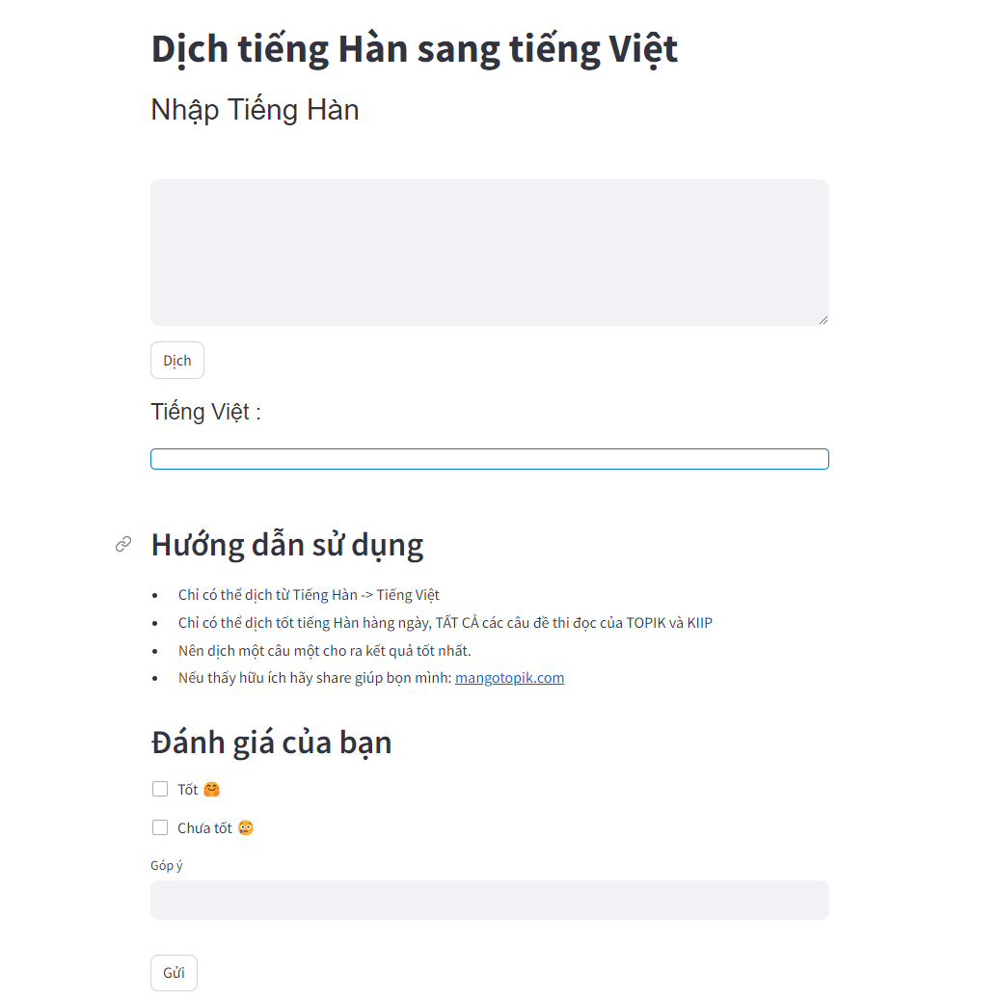 Dịch tiếng Hàn sang tiếng Việt
Nhập Tiếng Hàn
Dịch
Tiếng Việt :
Hướng dẫn sử dụng
• Chỉ có thể dịch từ Tiếng Hàn -> Tiếng Việt
• Chỉ có thể dịch tốt tiếng Hàn hàng ngày, TẤT CẢ các câu đề thi đọc của TOPIK và KIIP
• Nên dịch một câu một cho ra kết quả tốt nhất.
• Nếu thấy hữu ích hãy share giúp bọn mình: mangotopik.com
Đánh giá của bạn
Tốt 🤗
Chưa tốt 😳
Góp ý
Gửi